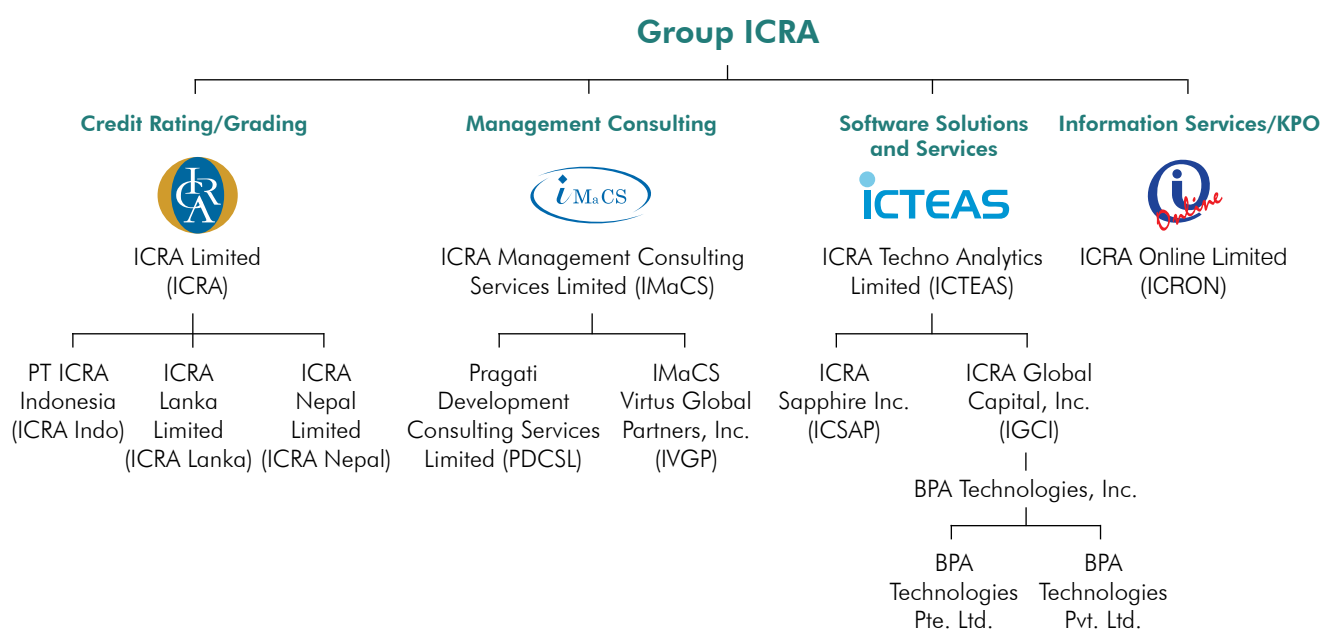 Group ICRA
Credit Rating/Grading
ICRA
ICRA Limited
(ICRA)
PT ICRA
Indonesia
(ICRA Indo)
ICRA
Lanka
Limited
(ICRA Lanka)
ICRA
Nepal
Limited
(ICRA Nepal)
Management Consulting
iMaCS
ICRA Management Consulting
Services Limited (IMaCS)
Pragati
Development
Consulting Services
Limited (PDCSL)
IMaCS
Virtus Global
Partners, Inc.
(IVGP)
Software Solutions
and Services
iCTEAS
ICRA Techno Analytics
Limited (ICTEAS)
ICRA
Sapphire Inc.
(ICSAP)
ICRA Global
Capital, Inc.
(IGCI)
BPA Technologies, Inc.
BPA
Technologies
Pte. Ltd.
BPA
Technologies
Pvt. Ltd.
Information Services/KPO
i
Online
ICRA Online Limited
(ICRON)